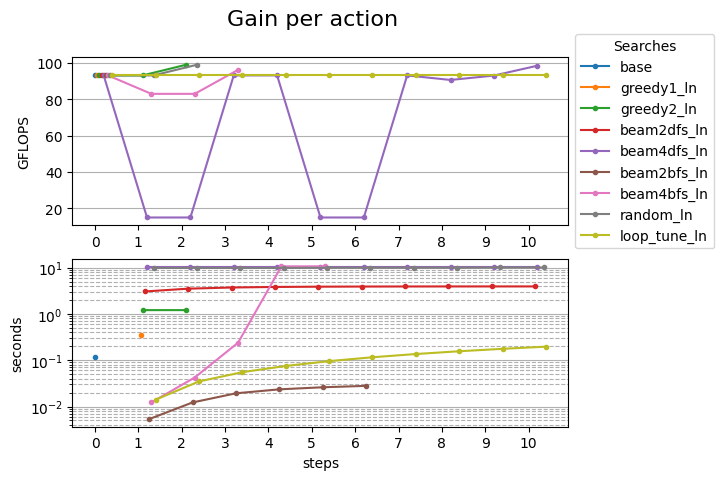 Gain per action
GFLOPS
100
80
60
40
20
0 1 2 3 4 5 6 7 8 9 10
Searches
base
greedy1_ln
greedy2_ln
beam2dfs_ln
beam4dfs_ln
beam2bfs_ln
beam4bfs_ln
random_ln
loop_tune_ln
seconds
10¹
10⁰
10⁻¹
10⁻²
0 1 2 3 4 5 6 7 8 9 10
steps